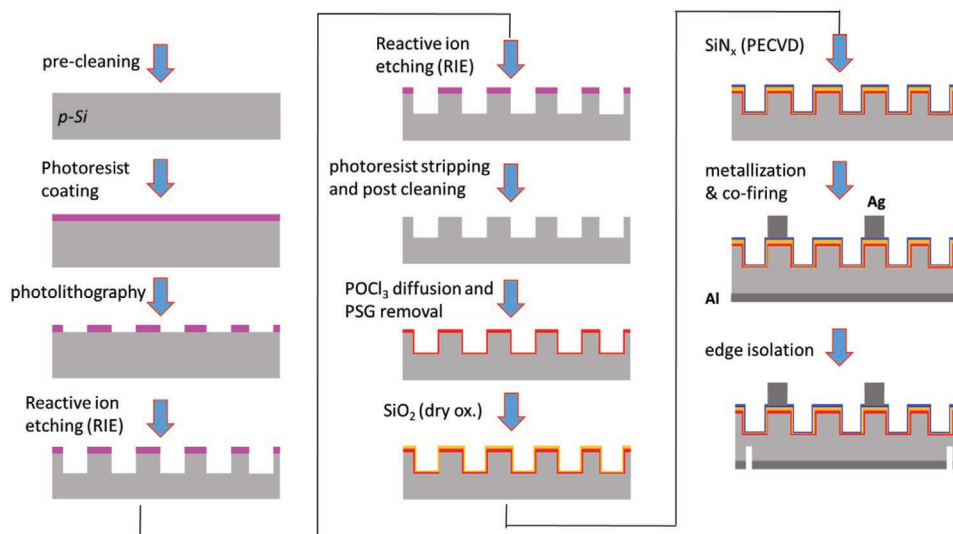 pre-cleaning
p-Si
Photoresist
coating
photolithography
Reactive ion
etching (RIE)
Reactive ion
etching (RIE)
photoresist stripping
and post cleaning
POCl₃ diffusion and
PSG removal
SiO₂ (dry ox.)
SiNₓ (PECVD)
metallization
& co-firing
Ag
Al
edge isolation